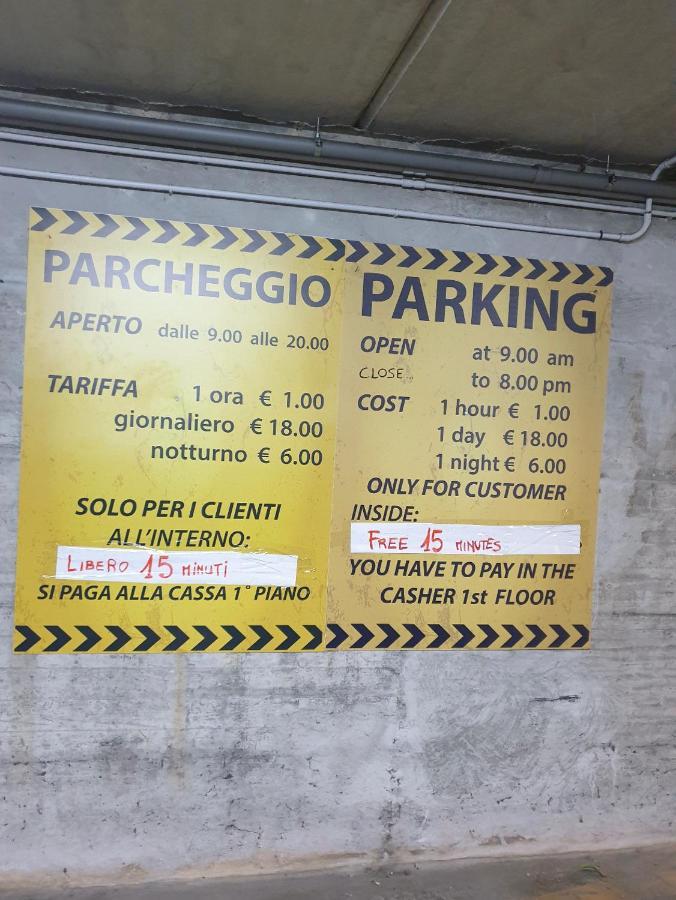 PARCHEGGIO
APERTO dalle 9.00 alle 20.00
TARIFFA 1 ora € 1.00
giornaliero € 18.00
notturno € 6.00
SOLO PER I CLIENTI
ALL'INTERNO:
LIBERO 15 MINUTI
SI PAGA ALLA CASSA 1° PIANO
PARKING
OPEN at 9.00 am
CLOSE.. to 8.00 pm
COST 1 hour € 1.00
1 day € 18.00
1 night € 6.00
ONLY FOR CUSTOMER
INSIDE:
FREE 15 MINUTES
YOU HAVE TO PAY IN THE
CASHER 1st FLOOR